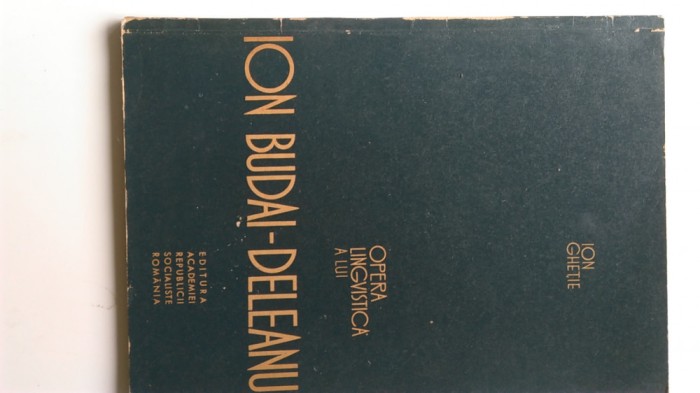 ION
GHEȚIE
OPERA
LINGVISTICĂ
A LUI
ION BUDAI-DELEANU
EDITURA
ACADEMIEI
REPUBLICII
SOCIALISTE
ROMÂNIA